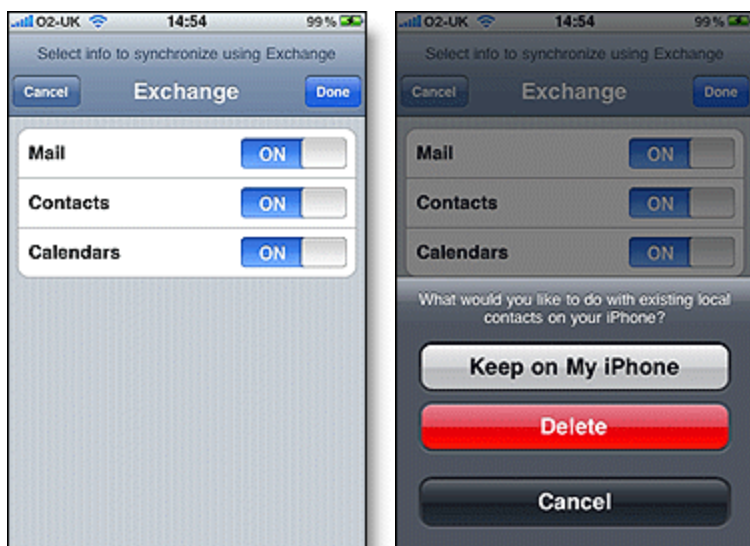 O2-UK 14:54 99%
Select info to synchronize using Exchange
Cancel Exchange Done
Mail ON
Contacts ON
Calendars ON
O2-UK 14:54 99%
Select info to synchronize using Exchange
Cancel Exchange Done
Mail ON
Contacts ON
Calendars ON
What would you like to do with existing local
contacts on your iPhone?
Keep on My iPhone
Delete
Cancel